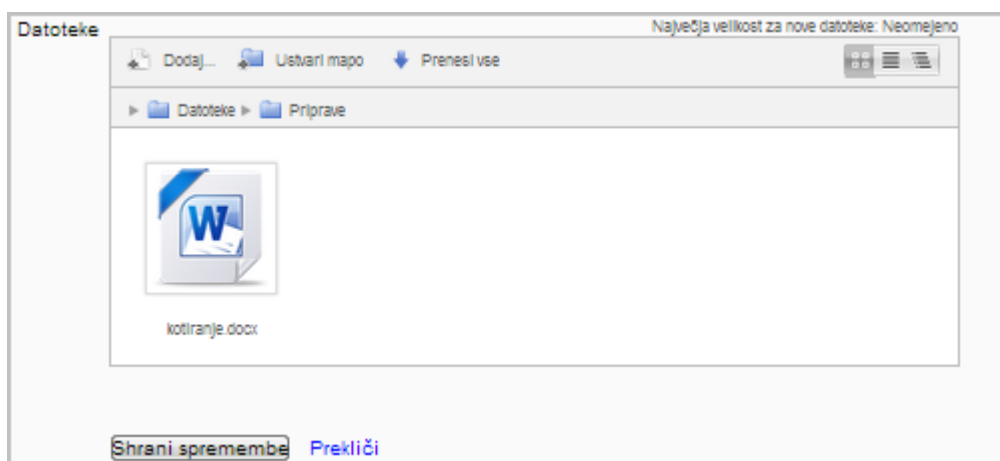 Datoteke
Največja velikost za nove datoteke: Neomejeno
Dodaj... Ustvari mapo Prenesi vse
Datoteke Priprave
W
kotiranje.docx
Shrani spremembe Prekliči